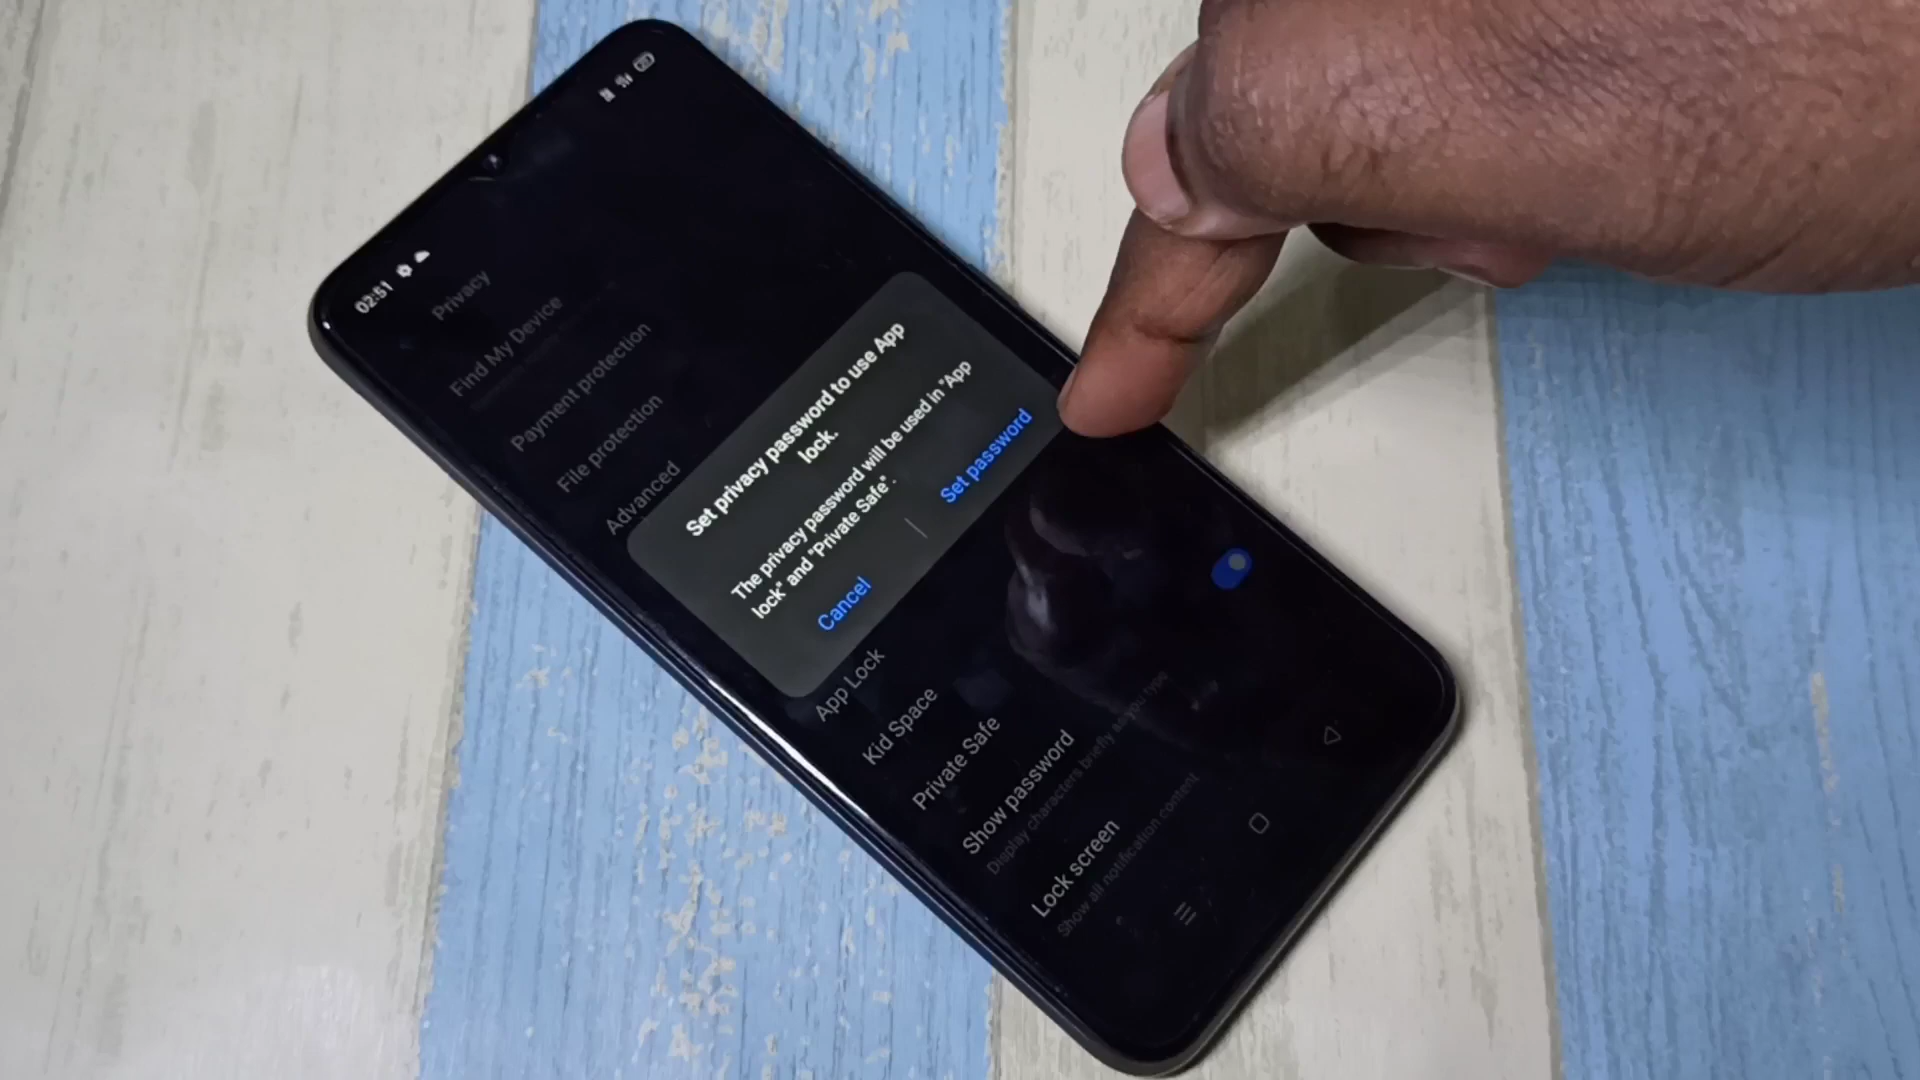 02:51
Privacy
Find My Device
Payment protection
File protection
Advanced
Set privacy password to use App
lock.
The privacy password will be used in "App
lock" and "Private Safe".
Cancel
Set password
App Lock
Kid Space
Private Safe
Show password
Display characters briefly as you type
Lock screen
Show all notification content